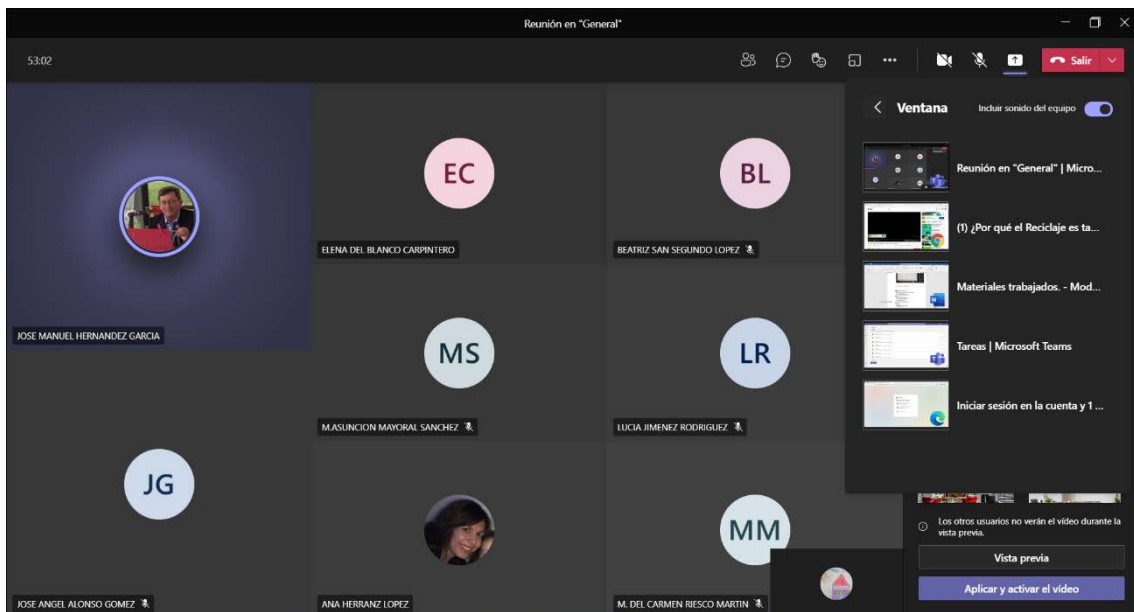 Reunión en "General"
53:02
Salir
Ventana
Incluir sonido del equipo
Reunión en "General" | Micro...
(1) ¿Por qué el Reciclaje es ta...
Materiales trabajados. - Mod...
Tareas | Microsoft Teams
Iniciar sesión en la cuenta y 1 ...
JOSE MANUEL HERNANDEZ GARCIA
EC
ELENA DEL BLANCO CARPINTERO
BL
BEATRIZ SAN SEGUNDO LOPEZ
MS
M.ASUNCION MAYORAL SANCHEZ
LR
LUCIA JIMENEZ RODRIGUEZ
JG
JOSE ANGEL ALONSO GOMEZ
ANA HERRANZ LOPEZ
MM
M. DEL CARMEN RIESCO MARTIN
Los otros usuarios no verán el vídeo durante la
vista previa.
Vista previa
Aplicar y activar el vídeo